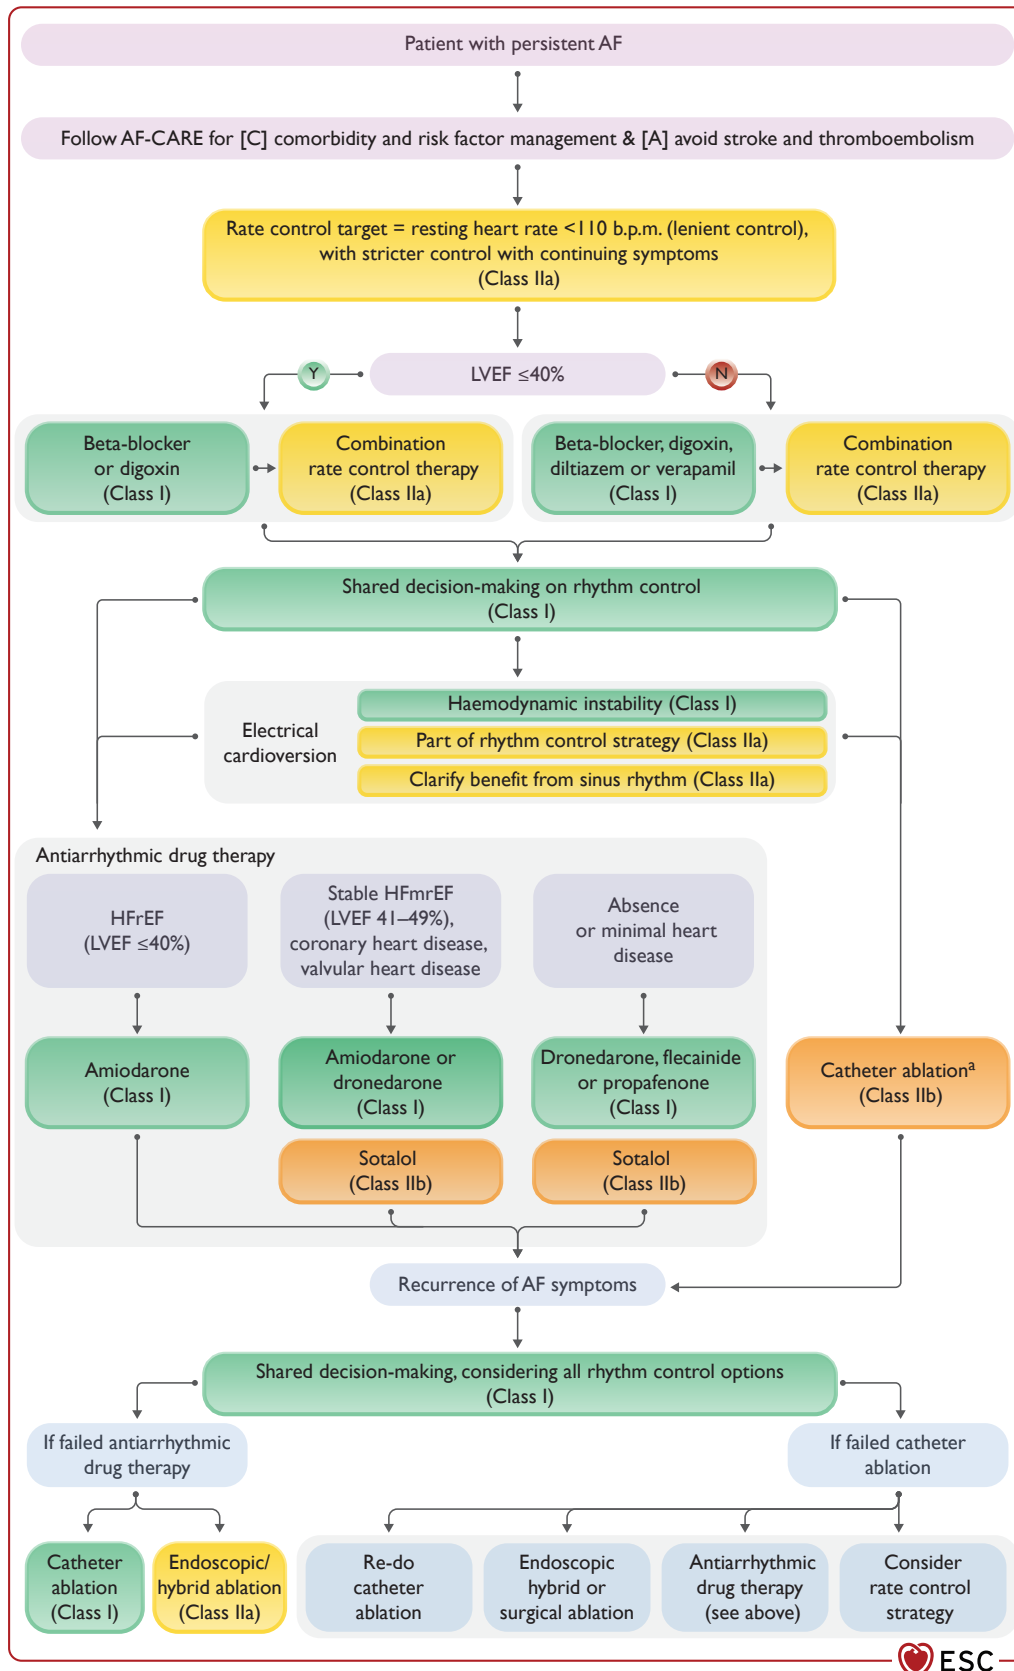 Patient with persistent AF
Follow AF-CARE for [C] comorbidity and risk factor management & [A] avoid stroke and thromboembolism
Rate control target = resting heart rate <110 b.p.m. (lenient control),
with stricter control with continuing symptoms
(Class IIa)
Y
LVEF ≤40%
N
Beta-blocker
or digoxin
(Class I)
Combination
rate control therapy
(Class IIa)
Beta-blocker, digoxin,
diltiazem or verapamil
(Class I)
Combination
rate control therapy
(Class IIa)
Shared decision-making on rhythm control
(Class I)
Electrical
cardioversion
Haemodynamic instability (Class I)
Part of rhythm control strategy (Class IIa)
Clarify benefit from sinus rhythm (Class IIa)
Antiarrhythmic drug therapy
HFrEF
(LVEF ≤40%)
Stable HFmrEF
(LVEF 41–49%),
coronary heart disease,
valvular heart disease
Absence
or minimal heart
disease
Amiodarone
(Class I)
Amiodarone or
dronedarone
(Class I)
Dronedarone, flecainide
or propafenone
(Class I)
Catheter ablationᵃ
(Class IIb)
Sotalol
(Class IIb)
Sotalol
(Class IIb)
Recurrence of AF symptoms
Shared decision-making, considering all rhythm control options
(Class I)
If failed antiarrhythmic
drug therapy
If failed catheter
ablation
Catheter
ablation
(Class I)
Endoscopic/
hybrid ablation
(Class IIa)
Re-do
catheter
ablation
Endoscopic
hybrid or
surgical ablation
Antiarrhythmic
drug therapy
(see above)
Consider
rate control
strategy
ESC